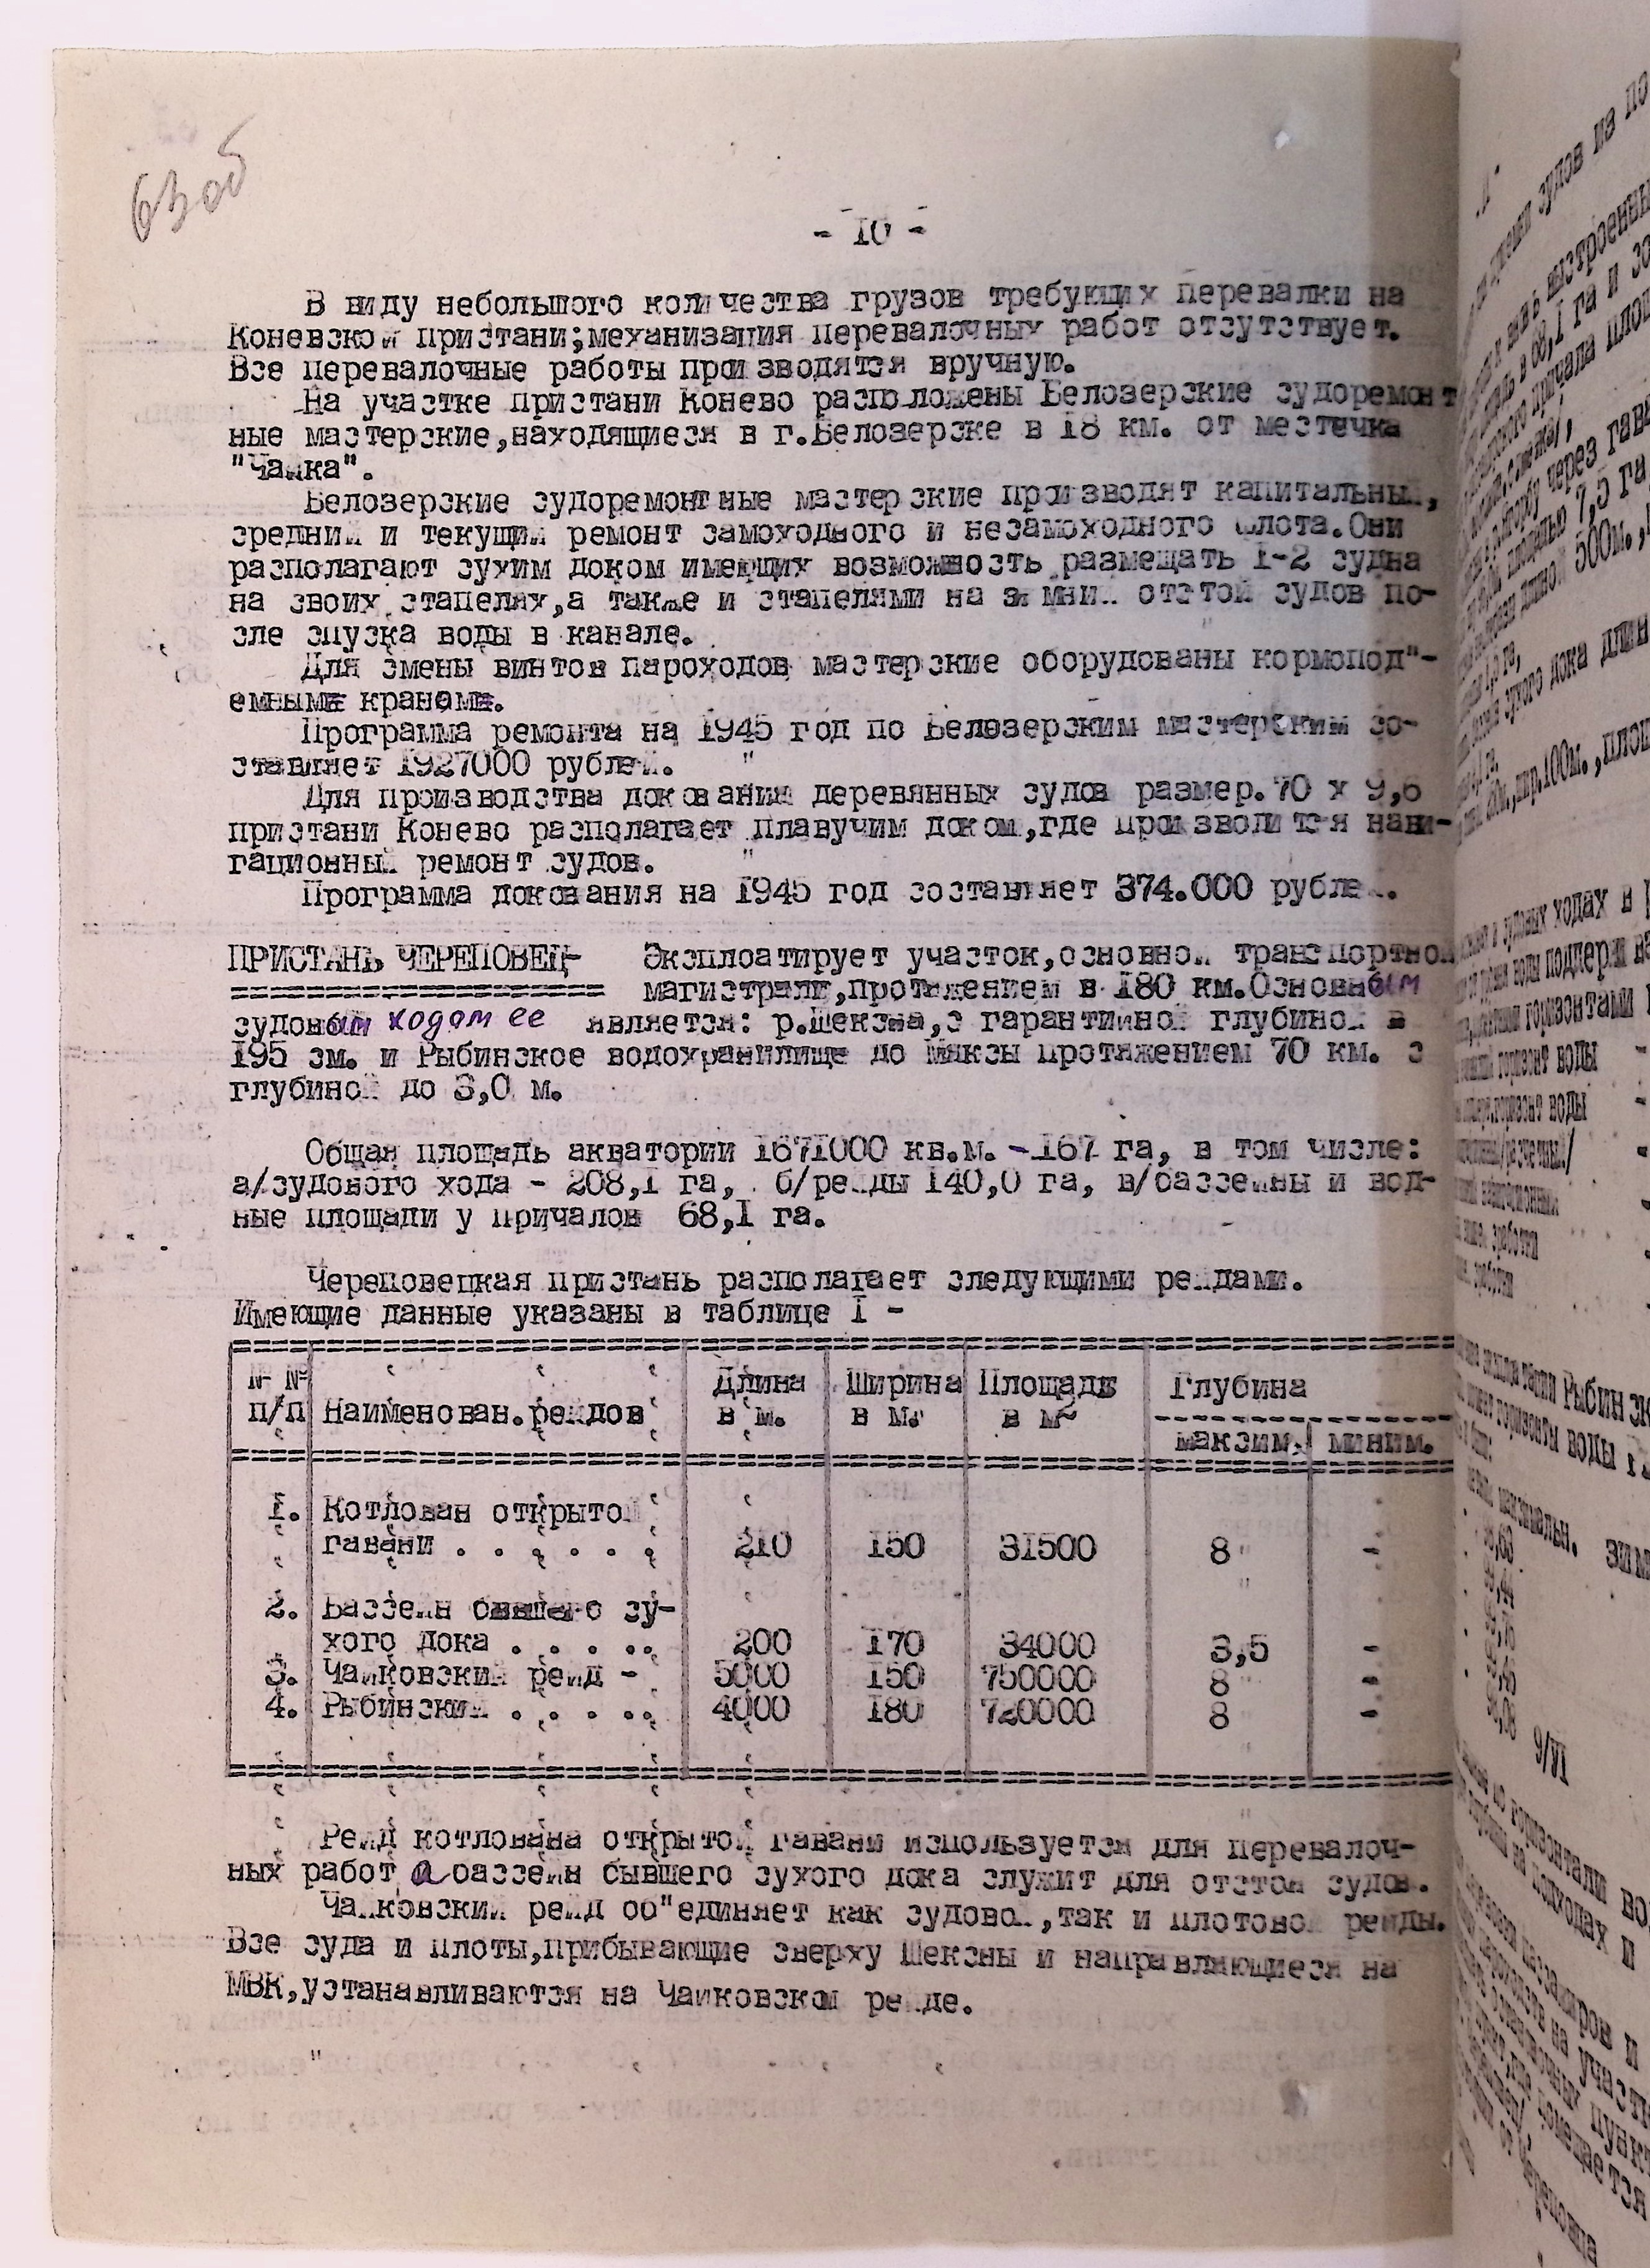 63 об
- 10 -
В виду небольшого количества грузов требующих перевалки на
Коневской пристани;механизация перевалочных работ отсутствует.
Все перевалочные работы производятся вручную.
На участке пристани Конево расположены Белозерские судоремонт
ные мастерские,находящиеся в г.Белозерске в 18 км. от местечка
"Чайка".
Белозерские судоремонтные мастерские производят капитальный,
средний и текущий ремонт самоходного и несамоходного флота.Они
располагают сухим доком имеющих возможность размещать 1-2 судна
на своих стапелях,а также и стапелями на зимний отстой судов по-
сле спуска воды в канале.
Для смены винтов пароходов мастерские оборудованы кормопод"-
емным краном.
Программа ремонта на 1945 год по Белозерским мастерским со-
ставляет 1927000 рублей.
Для производства докования деревянных судов размер.70 х 9,6
пристани Конево располагает плавучим доком,где производится нави-
гационный ремонт судов.
Программа докования на 1945 год составляет 374.000 рублей.
ПРИСТАНЬ ЧЕРЕПОВЕЦ- Эксплоатирует участок,основной транспортной
магистрали,протяжением в 180 км.Основным
судовым ходом ее является: р.Шексна,с гарантийной глубиной в
195 см. и Рыбинское водохранилище до Мяксы протяжением 70 км. с
глубиной до 3,0 м.
Общая площадь акватории 1671000 кв.м. -167 га, в том числе:
а/судового хода - 208,1 га, б/рейды 140,0 га, в/бассейны и вод-
ные площади у причалов 68,1 га.
Череповецкая пристань располагает следующими рейдами.
Имеющие данные указаны в таблице 1 -
№ № Длина Ширина Площадь Глубина
п/п Наименован.рейдов в м. в м. в м2
максим. миним.
1. Котлован открытой
гавани . . . . . . 210 150 31500 8 -
2. Бассейн бывшего су-
хого дока . . . .. 200 170 34000 3,5 -
3. Чайковский рейд - 5000 150 750000 8 -
4. Рыбинский . . . .. 4000 180 720000 8 -
Рейд котлована открытой гавани используется для перевалоч-
ных работ а бассейн бывшего сухого дока служит для отстоя судов.
Чайковский рейд об"единяет как судовой,так и плотовой рейды.
Все суда и плоты,прибывающие сверху Шексны и направляющиеся на
МВК,устанавливаются на Чайковском рейде.